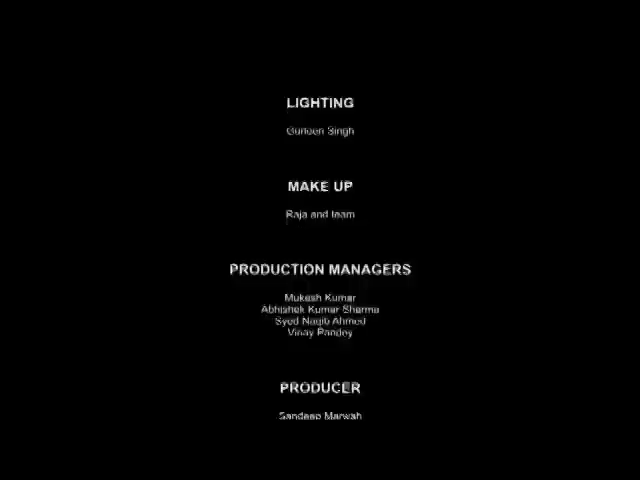 LIGHTING
Singh
MAKE UP
Raja and team
PRODUCTION MANAGERS
Mukesh Kumar
Abhishek Kumar Sharma
Syed Naqib Ahmed
Vinay Pandey
PRODUCER
Sandeep Marwah